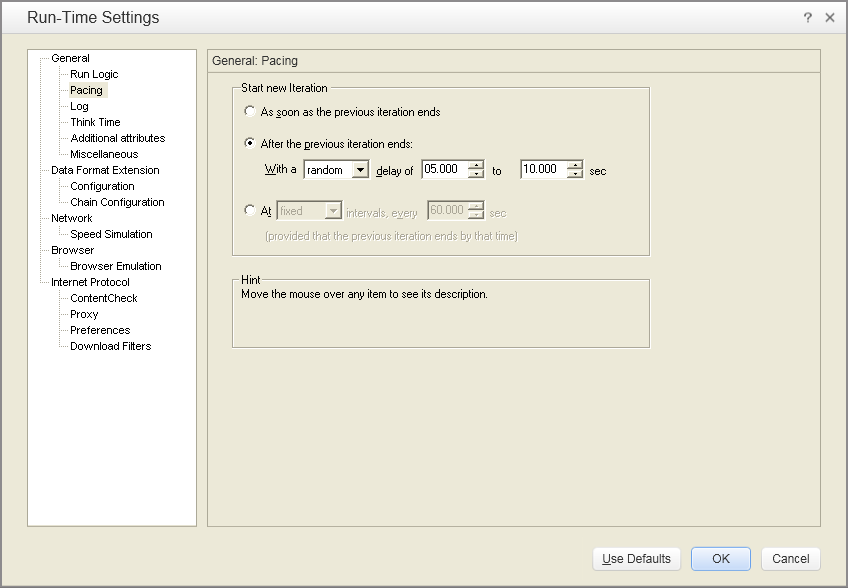 Run-Time Settings
? ×
General
Run Logic
Pacing
Log
Think Time
Additional attributes
Miscellaneous
Data Format Extension
Configuration
Chain Configuration
Network
Speed Simulation
Browser
Browser Emulation
Internet Protocol
ContentCheck
Proxy
Preferences
Download Filters
General: Pacing
Start new Iteration
As soon as the previous iteration ends
After the previous iteration ends:
With a random delay of 05.000 to 10.000 sec
At fixed intervals, every 60.000 sec
(provided that the previous iteration ends by that time)
Hint
Move the mouse over any item to see its description.
Use Defaults OK Cancel